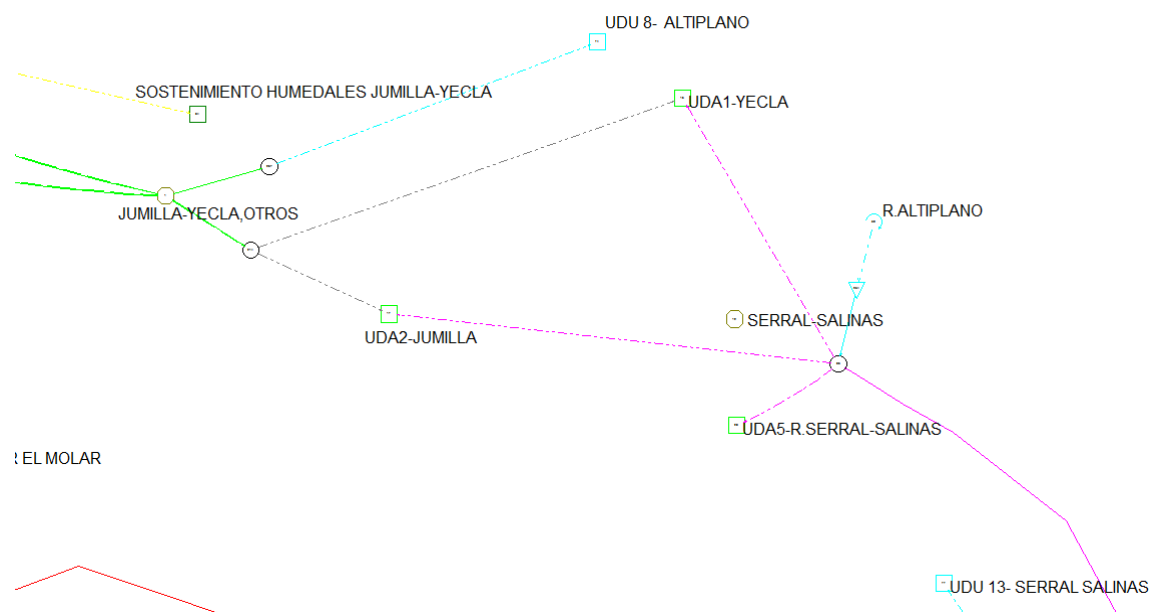 UDU 8- ALTIPLANO
SOSTENIMIENTO HUMEDALES JUMILLA-YECLA
UDA1-YECLA
JUMILLA-YECLA,OTROS
R.ALTIPLANO
SERRAL-SALINAS
UDA2-JUMILLA
UDA5-R.SERRAL-SALINAS
R EL MOLAR
UDU 13- SERRAL SALINAS